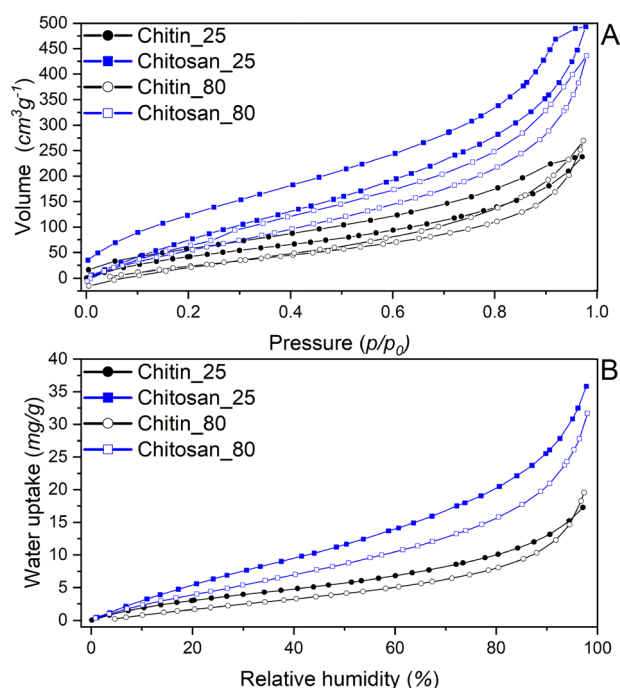 A
Chitin_25
Chitosan_25
Chitin_80
Chitosan_80
500
450
400
350
300
250
200
150
100
50
0
Volume (cm³g⁻¹)
0.0 0.2 0.4 0.6 0.8 1.0
Pressure (p/p₀)
B
Chitin_25
Chitosan_25
Chitin_80
Chitosan_80
40
35
30
25
20
15
10
5
0
Water uptake (mg/g)
0 20 40 60 80 100
Relative humidity (%)